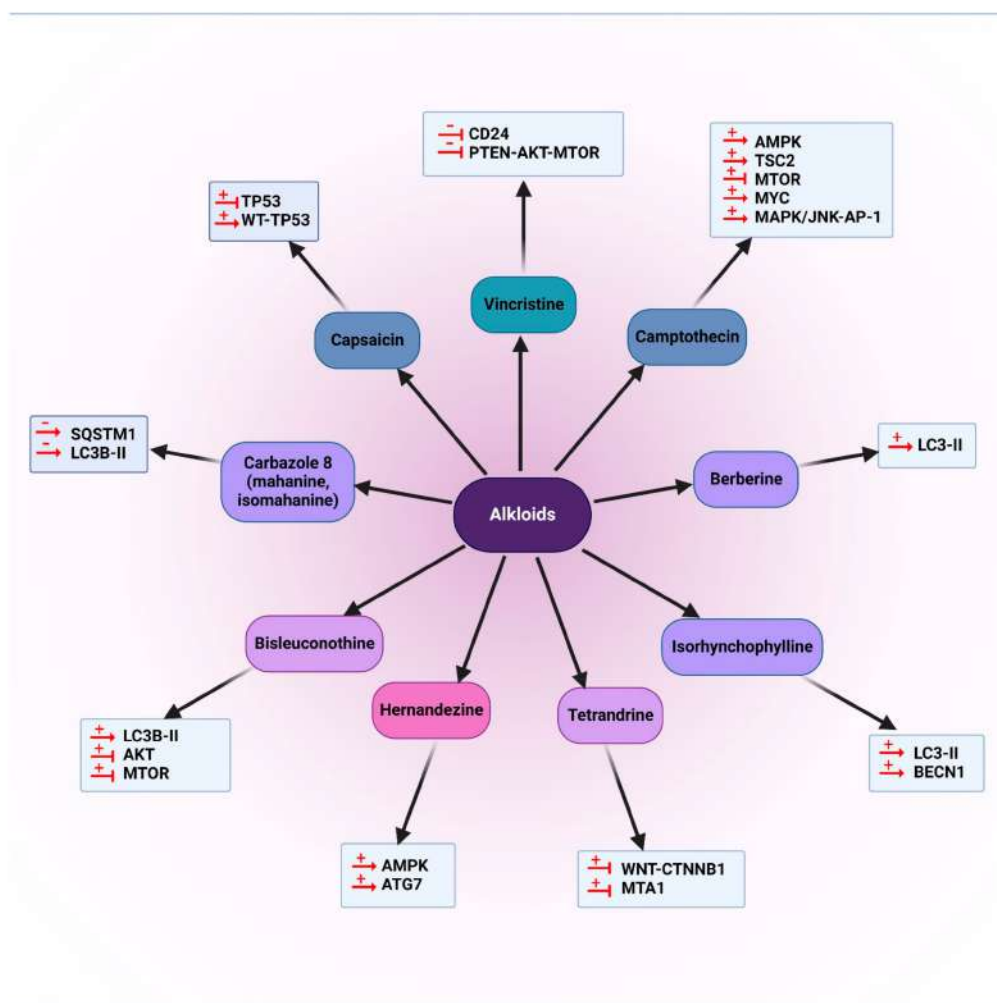 - CD24
- PTEN-AKT-MTOR
+ AMPK
+ TSC2
+ MTOR
+ MYC
+ MAPK/JNK-AP-1
+ TP53
+ WT-TP53
Vincristine
Capsaicin
Camptothecin
- SQSTM1
- LC3B-II
Carbazole 8
(mahanine,
isomahanine)
+ LC3-II
Berberine
Alkloids
Bisleuconothine
Isorhynchophylline
Hernandezine
Tetrandrine
+ LC3B-II
+ AKT
+ MTOR
+ LC3-II
+ BECN1
+ AMPK
+ ATG7
+ WNT-CTNNB1
+ MTA1